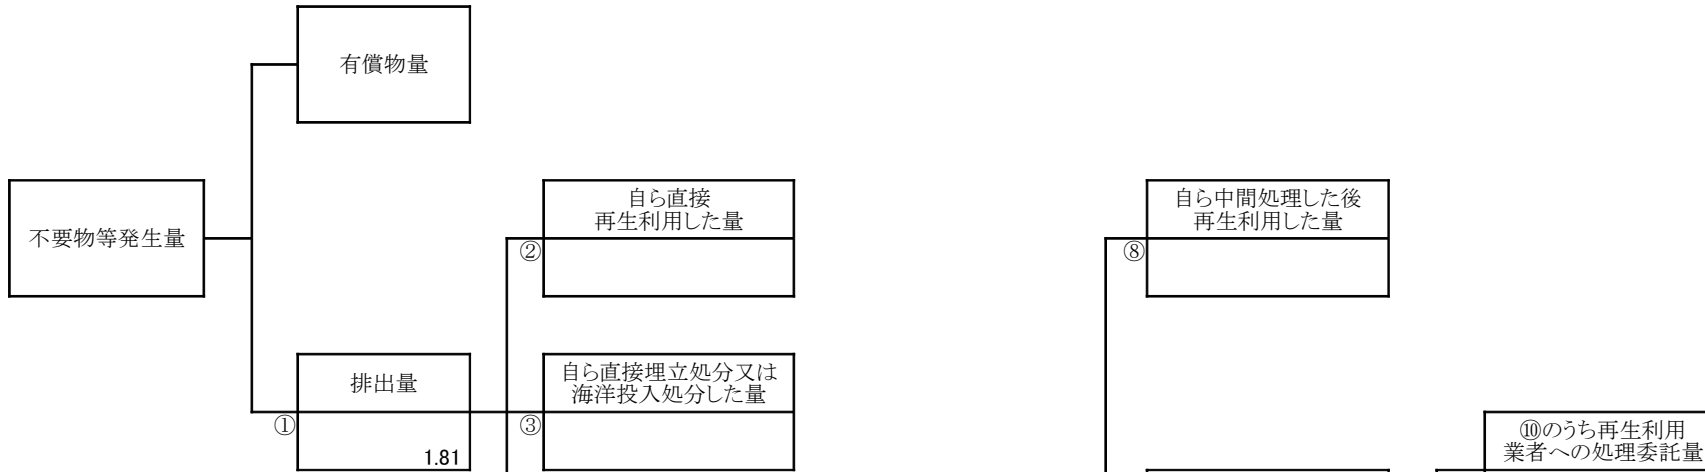 有償物量
不要物等発生量
自ら直接
再生利用した量
②
自ら中間処理した後
再生利用した量
⑧
排出量
①
1.81
自ら直接埋立処分又は
海洋投入処分した量
③
⑩のうち再生利用
業者への処理委託量